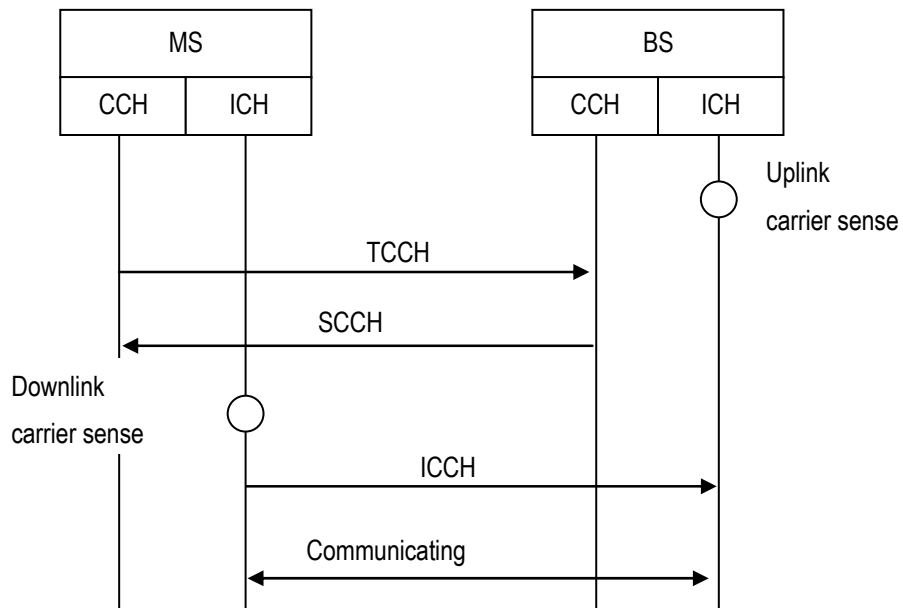 MS
BS
CCH
ICH
CCH
ICH
Uplink
carrier sense
TCCH
SCCH
Downlink
carrier sense
ICCH
Communicating